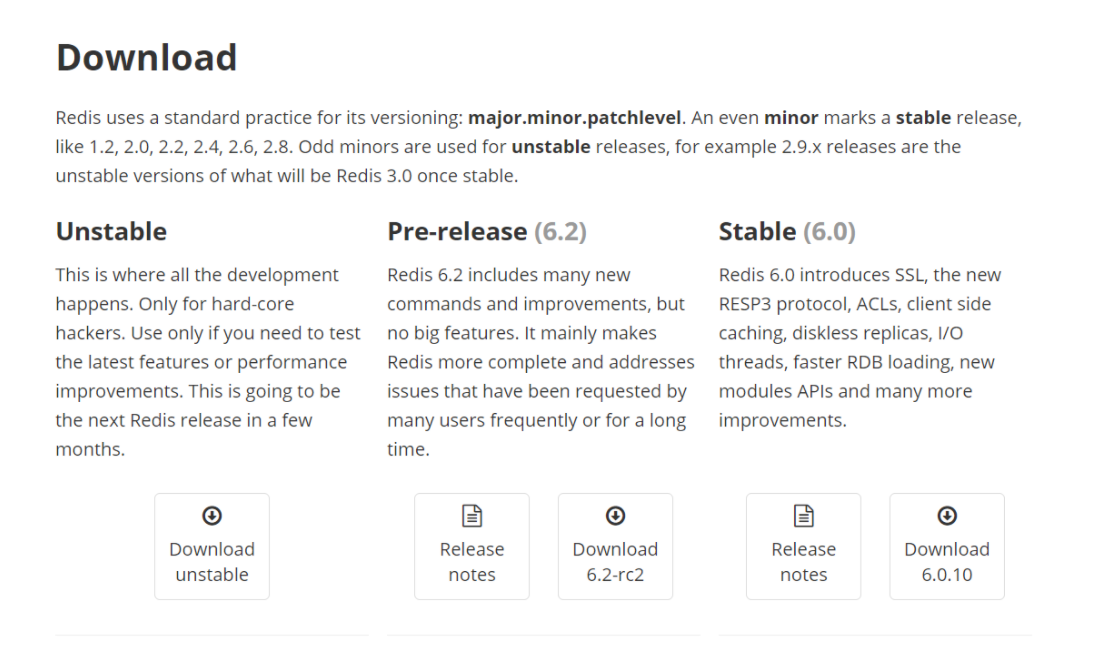 Download
Redis uses a standard practice for its versioning: major.minor.patchlevel. An even minor marks a stable release,
like 1.2, 2.0, 2.2, 2.4, 2.6, 2.8. Odd minors are used for unstable releases, for example 2.9.x releases are the
unstable versions of what will be Redis 3.0 once stable.
Unstable
This is where all the development
happens. Only for hard-core
hackers. Use only if you need to test
the latest features or performance
improvements. This is going to be
the next Redis release in a few
months.
Download
unstable
Pre-release (6.2)
Redis 6.2 includes many new
commands and improvements, but
no big features. It mainly makes
Redis more complete and addresses
issues that have been requested by
many users frequently or for a long
time.
Release
notes
Download
6.2-rc2
Stable (6.0)
Redis 6.0 introduces SSL, the new
RESP3 protocol, ACLs, client side
caching, diskless replicas, I/O
threads, faster RDB loading, new
modules APIs and many more
improvements.
Release
notes
Download
6.0.10